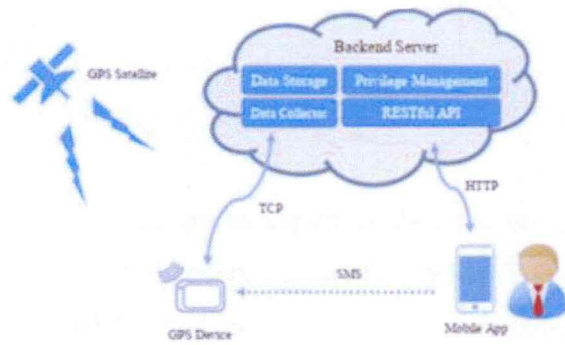 Backend Server
GPS Satellite
Data Storage
Privilege Management
Data Collector
RESTful API
TCP
HTTP
SMS
GPS Device
Mobile App